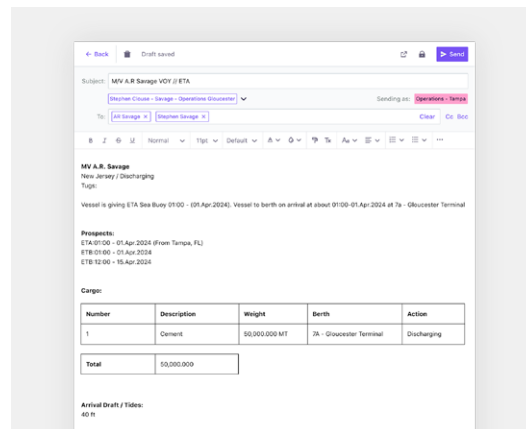 ← Back Draft saved Send
Subject: M/V A.R Savage VOY // ETA
Stephen Clouse - Savage - Operations Gloucester Sending as: Operations - Tampa
To: AR Savage × Stephen Savage × Clear Cc Bcc
B I S U Normal 11pt Default A Tx Aa
MV A.R. Savage
New Jersey / Discharging
Tugs:
Vessel is giving ETA Sea Buoy 01:00 - (01.Apr.2024). Vessel to berth on arrival at about 01:00-01.Apr.2024 at 7a - Gloucester Terminal
Prospects:
ETA:01:00 - 01.Apr.2024 (From Tampa, FL)
ETB:01:00 - 01.Apr.2024
ETB:12:00 - 15.Apr.2024
Cargo:
Number Description Weight Berth Action
1 Cement 50,000.000 MT 7A - Gloucester Terminal Discharging
Total 50,000.000
Arrival Draft / Tides:
40 ft